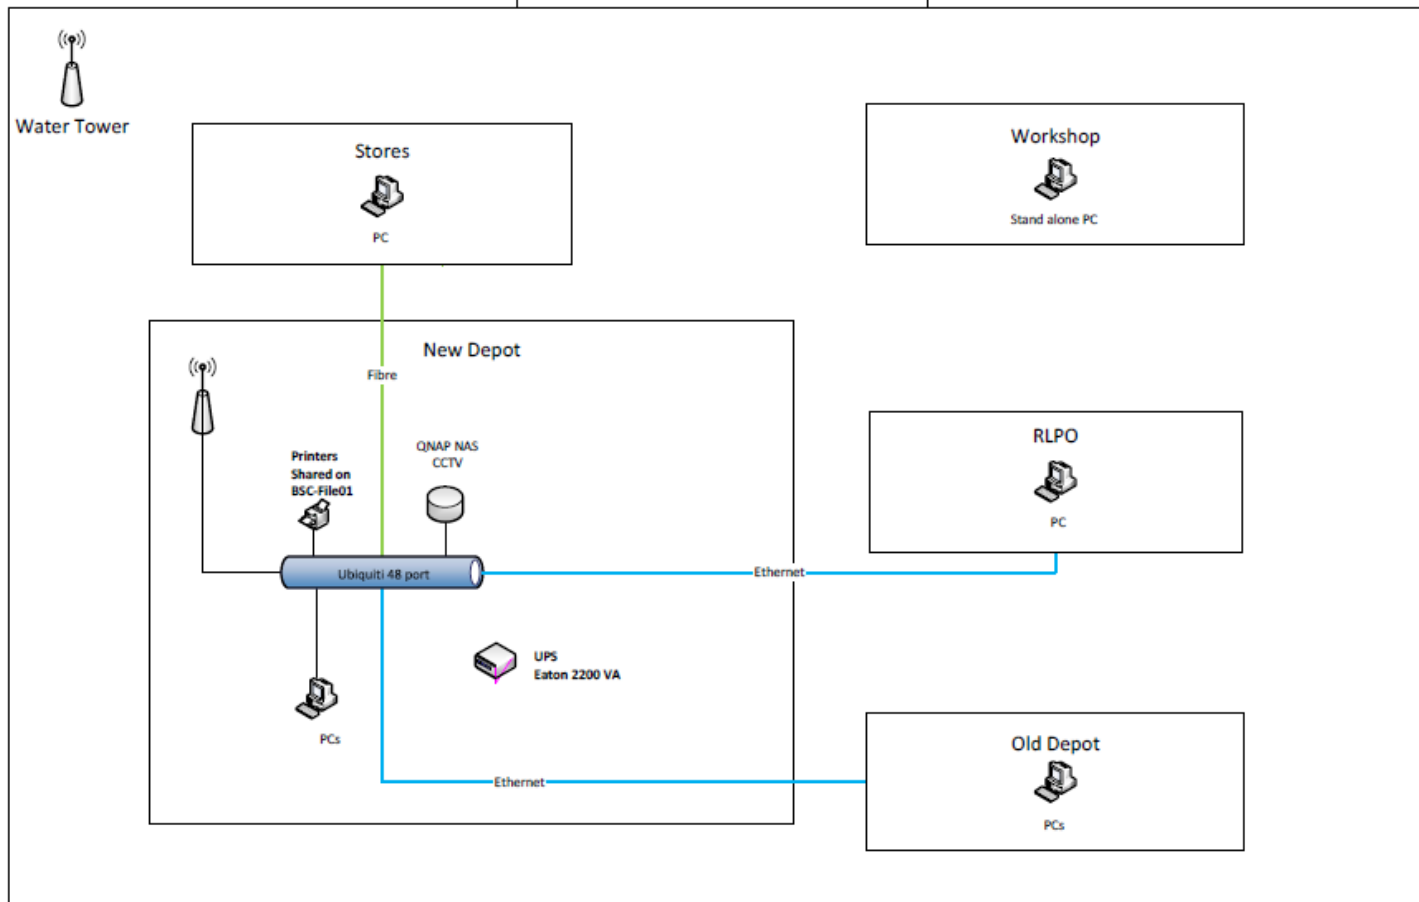 Water Tower
Stores
PC
Workshop
Stand alone PC
New Depot
Fibre
Printers
Shared on
BSC-File01
QNAP NAS
CCTV
Ubiquiti 48 port
Ethernet
RLPO
PC
UPS
Eaton 2200 VA
PCs
Ethernet
Old Depot
PCs